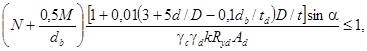 (N + 0,5M/d_b) [1 + 0,01(3 + 5d/D − 0,1d_b/t_d)D/t] sin α / γ_c γ_d k R_yd A_d ≤ 1,